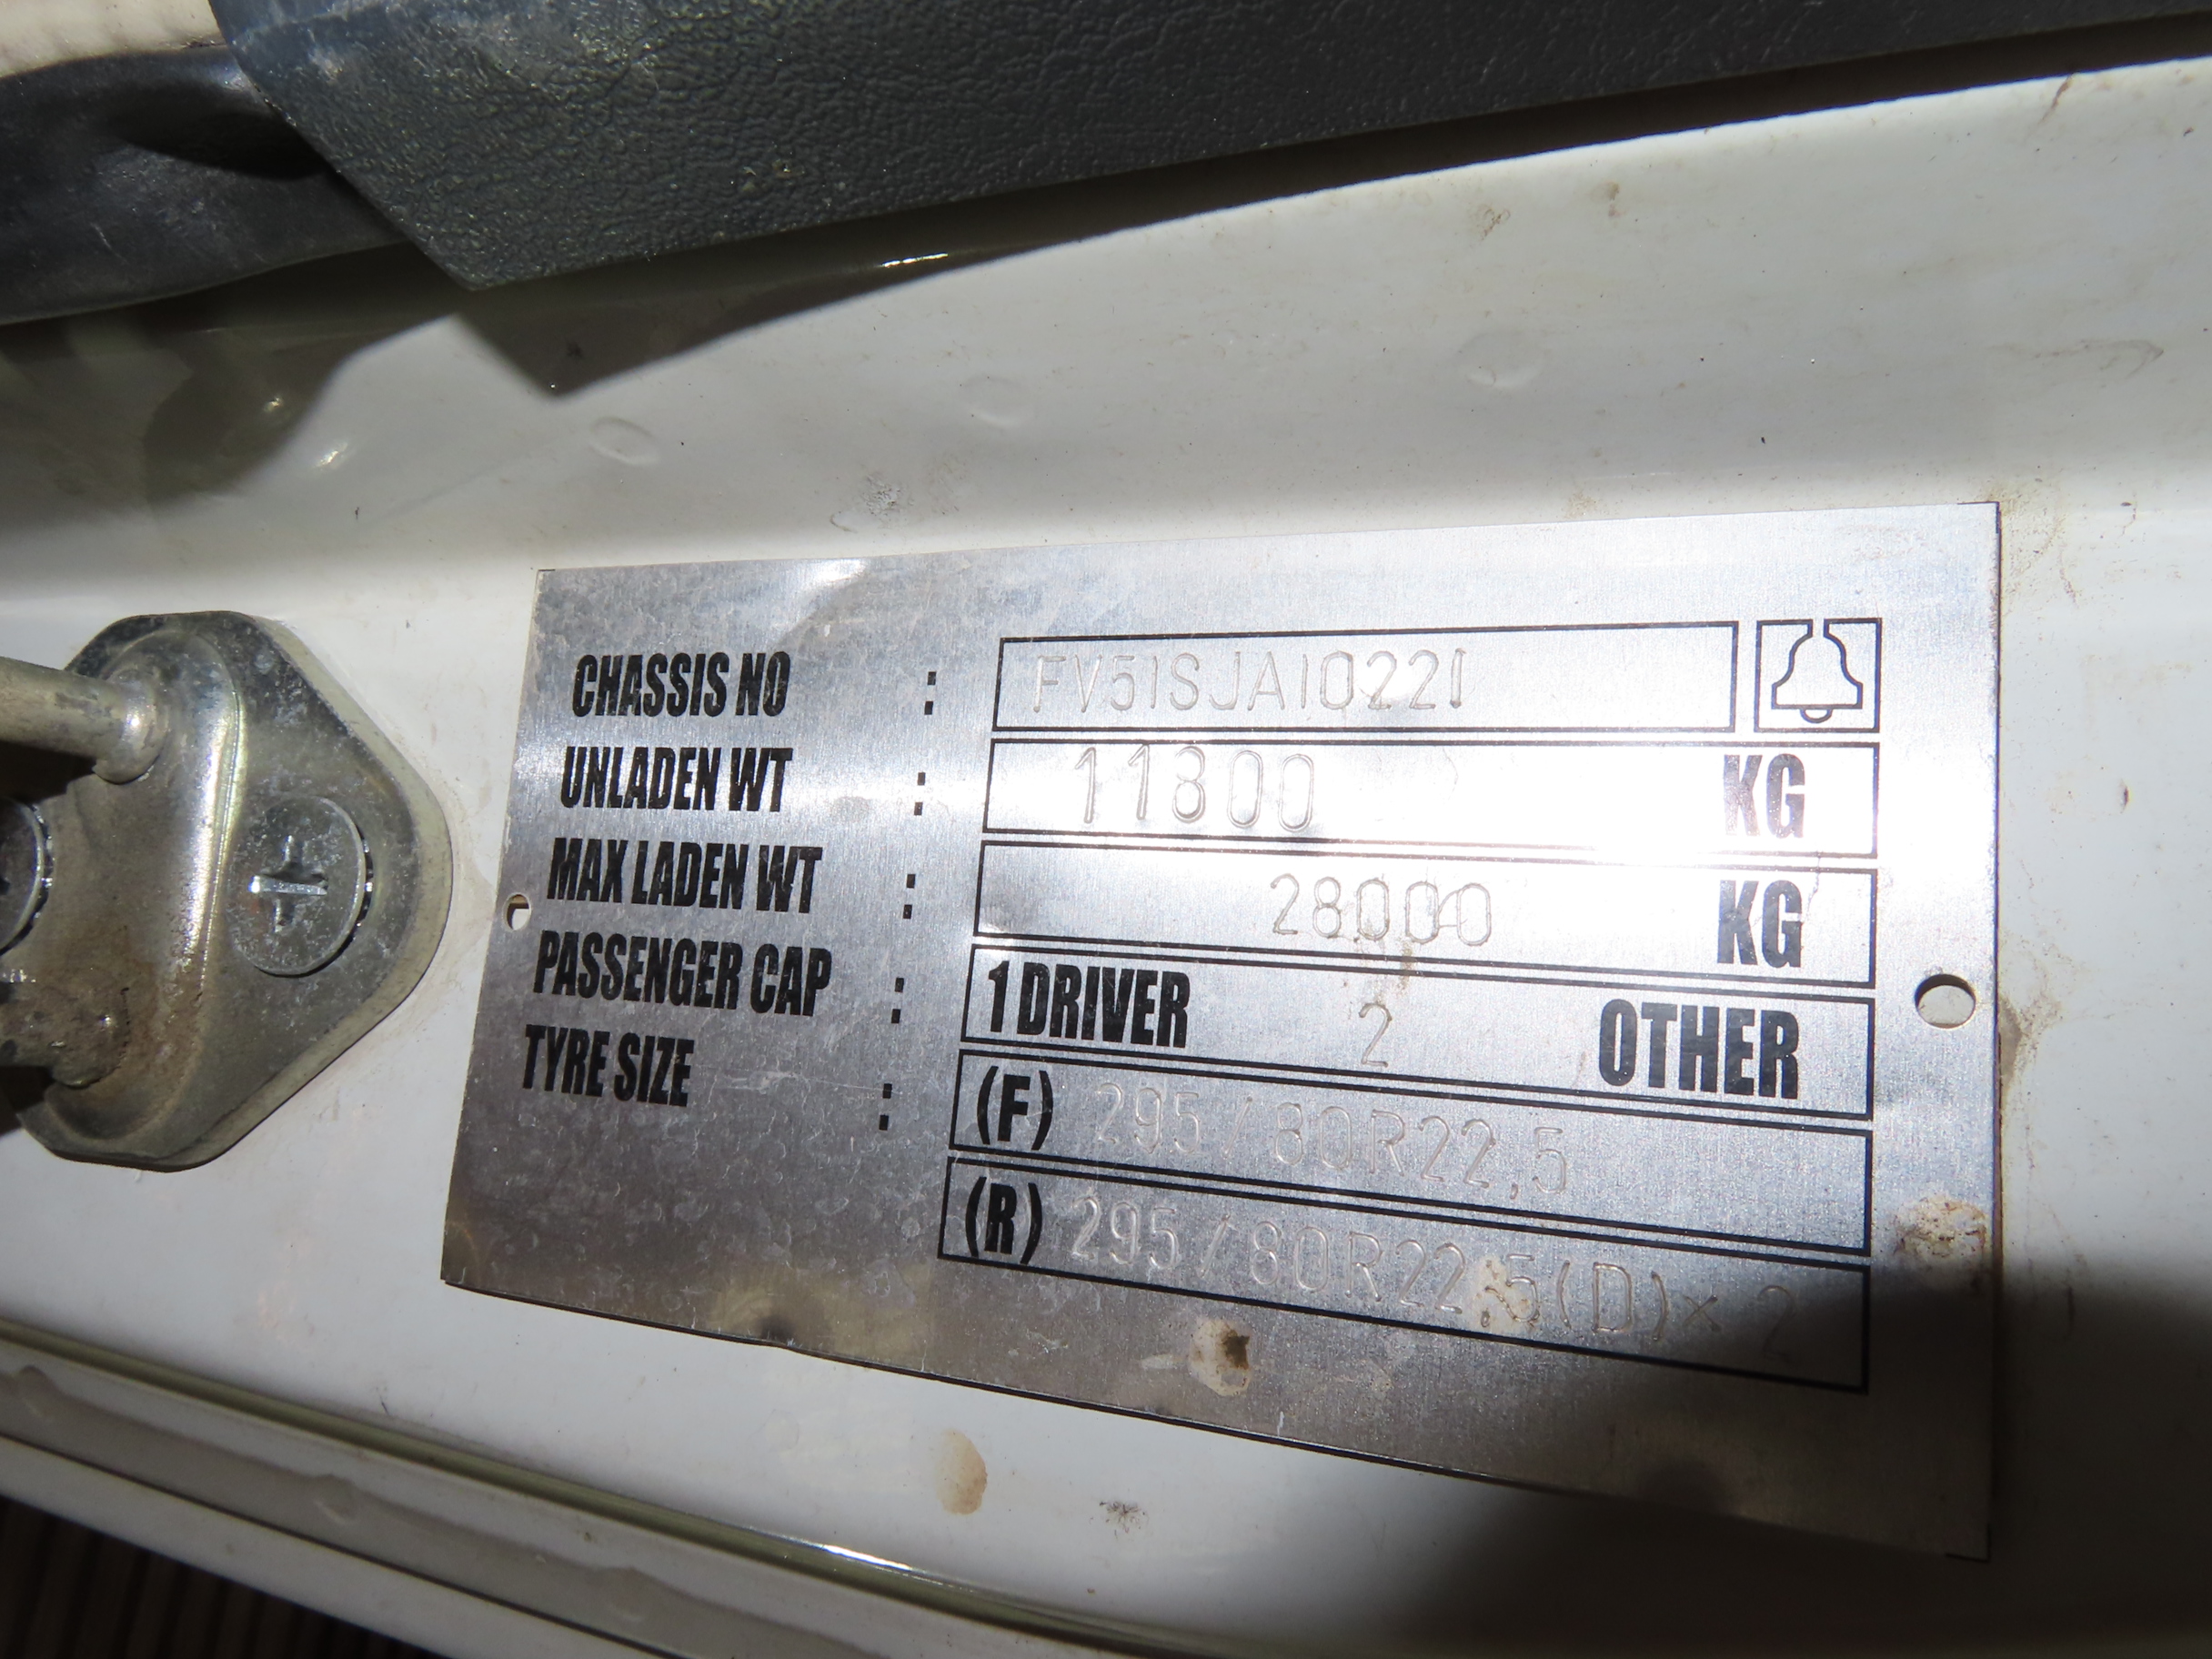 CHASSIS NO : FV51SJA10221
UNLADEN WT : 11800 KG
MAX LADEN WT : 28000 KG
PASSENGER CAP : 1 DRIVER 2 OTHER
TYRE SIZE : (F) 295/80R22,5
(R) 295/80R22,5(D)x 2